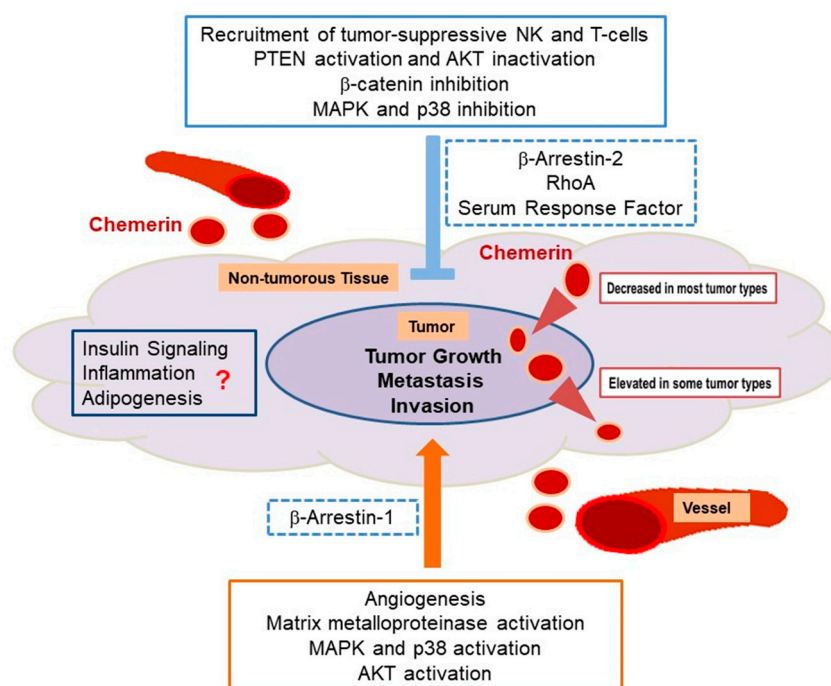 Recruitment of tumor-suppressive NK and T-cells
PTEN activation and AKT inactivation
β-catenin inhibition
MAPK and p38 inhibition
β-Arrestin-2
RhoA
Serum Response Factor
Chemerin
Chemerin
Non-tumorous Tissue
Decreased in most tumor types
Tumor
Tumor Growth
Metastasis
Invasion
Insulin Signaling
Inflammation
Adipogenesis
?
Elevated in some tumor types
β-Arrestin-1
Vessel
Angiogenesis
Matrix metalloproteinase activation
MAPK and p38 activation
AKT activation